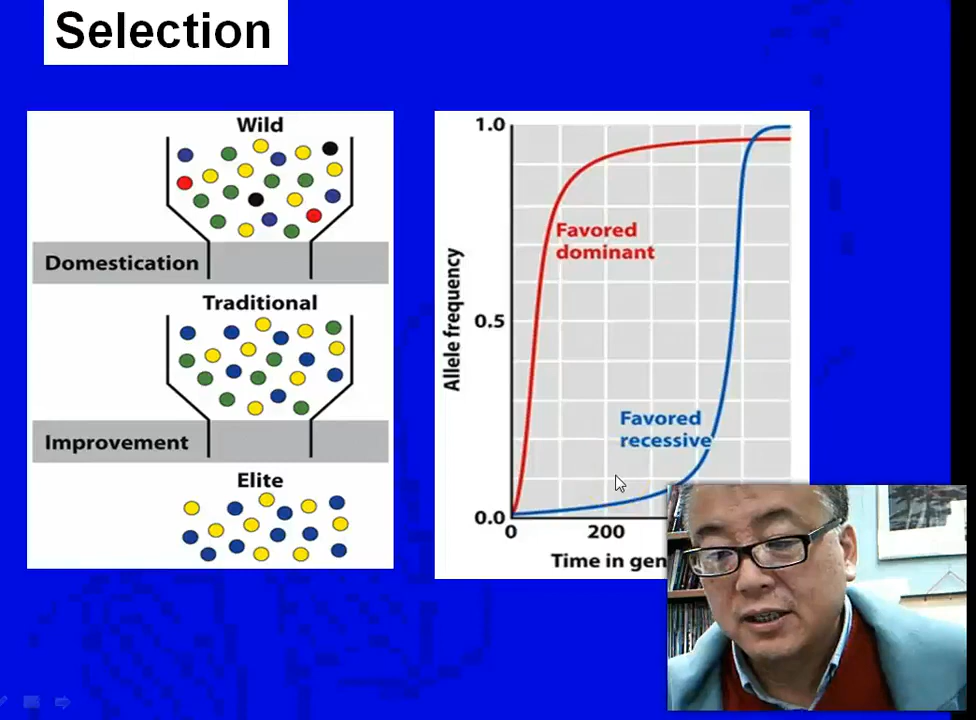 Selection
Wild
Domestication
Traditional
Improvement
Elite
1.0
Favored
dominant
Allele frequency
0.5
Favored
recessive
0.0
0
200
Time in gen